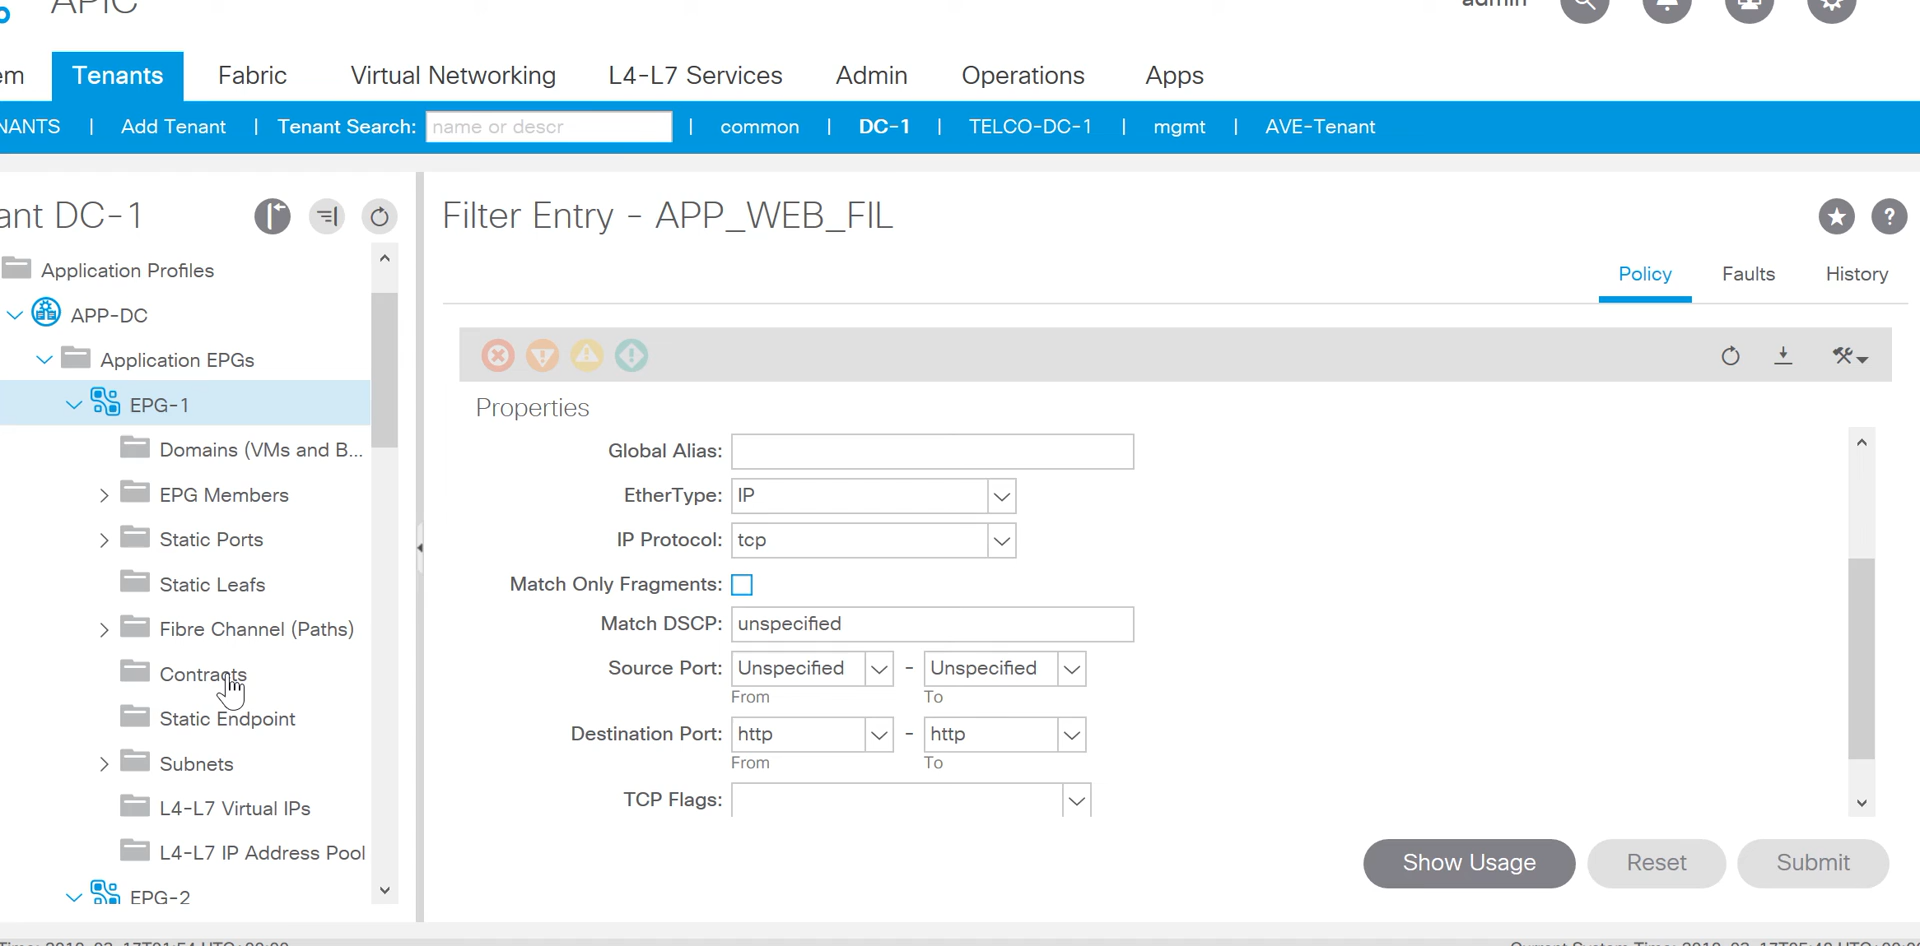 APIC
admin
Tenants Fabric Virtual Networking L4-L7 Services Admin Operations Apps
NANTS | Add Tenant | Tenant Search: name or descr | common | DC-1 | TELCO-DC-1 | mgmt | AVE-Tenant
ant DC-1
Application Profiles
APP-DC
Application EPGs
EPG-1
Domains (VMs and B...
EPG Members
Static Ports
Static Leafs
Fibre Channel (Paths)
Contracts
Static Endpoint
Subnets
L4-L7 Virtual IPs
L4-L7 IP Address Pool
EPG-2
Filter Entry - APP_WEB_FIL
Policy Faults History
Properties
Global Alias:
EtherType: IP
IP Protocol: tcp
Match Only Fragments:
Match DSCP: unspecified
Source Port: Unspecified - Unspecified
From To
Destination Port: http - http
From To
TCP Flags:
Show Usage Reset Submit